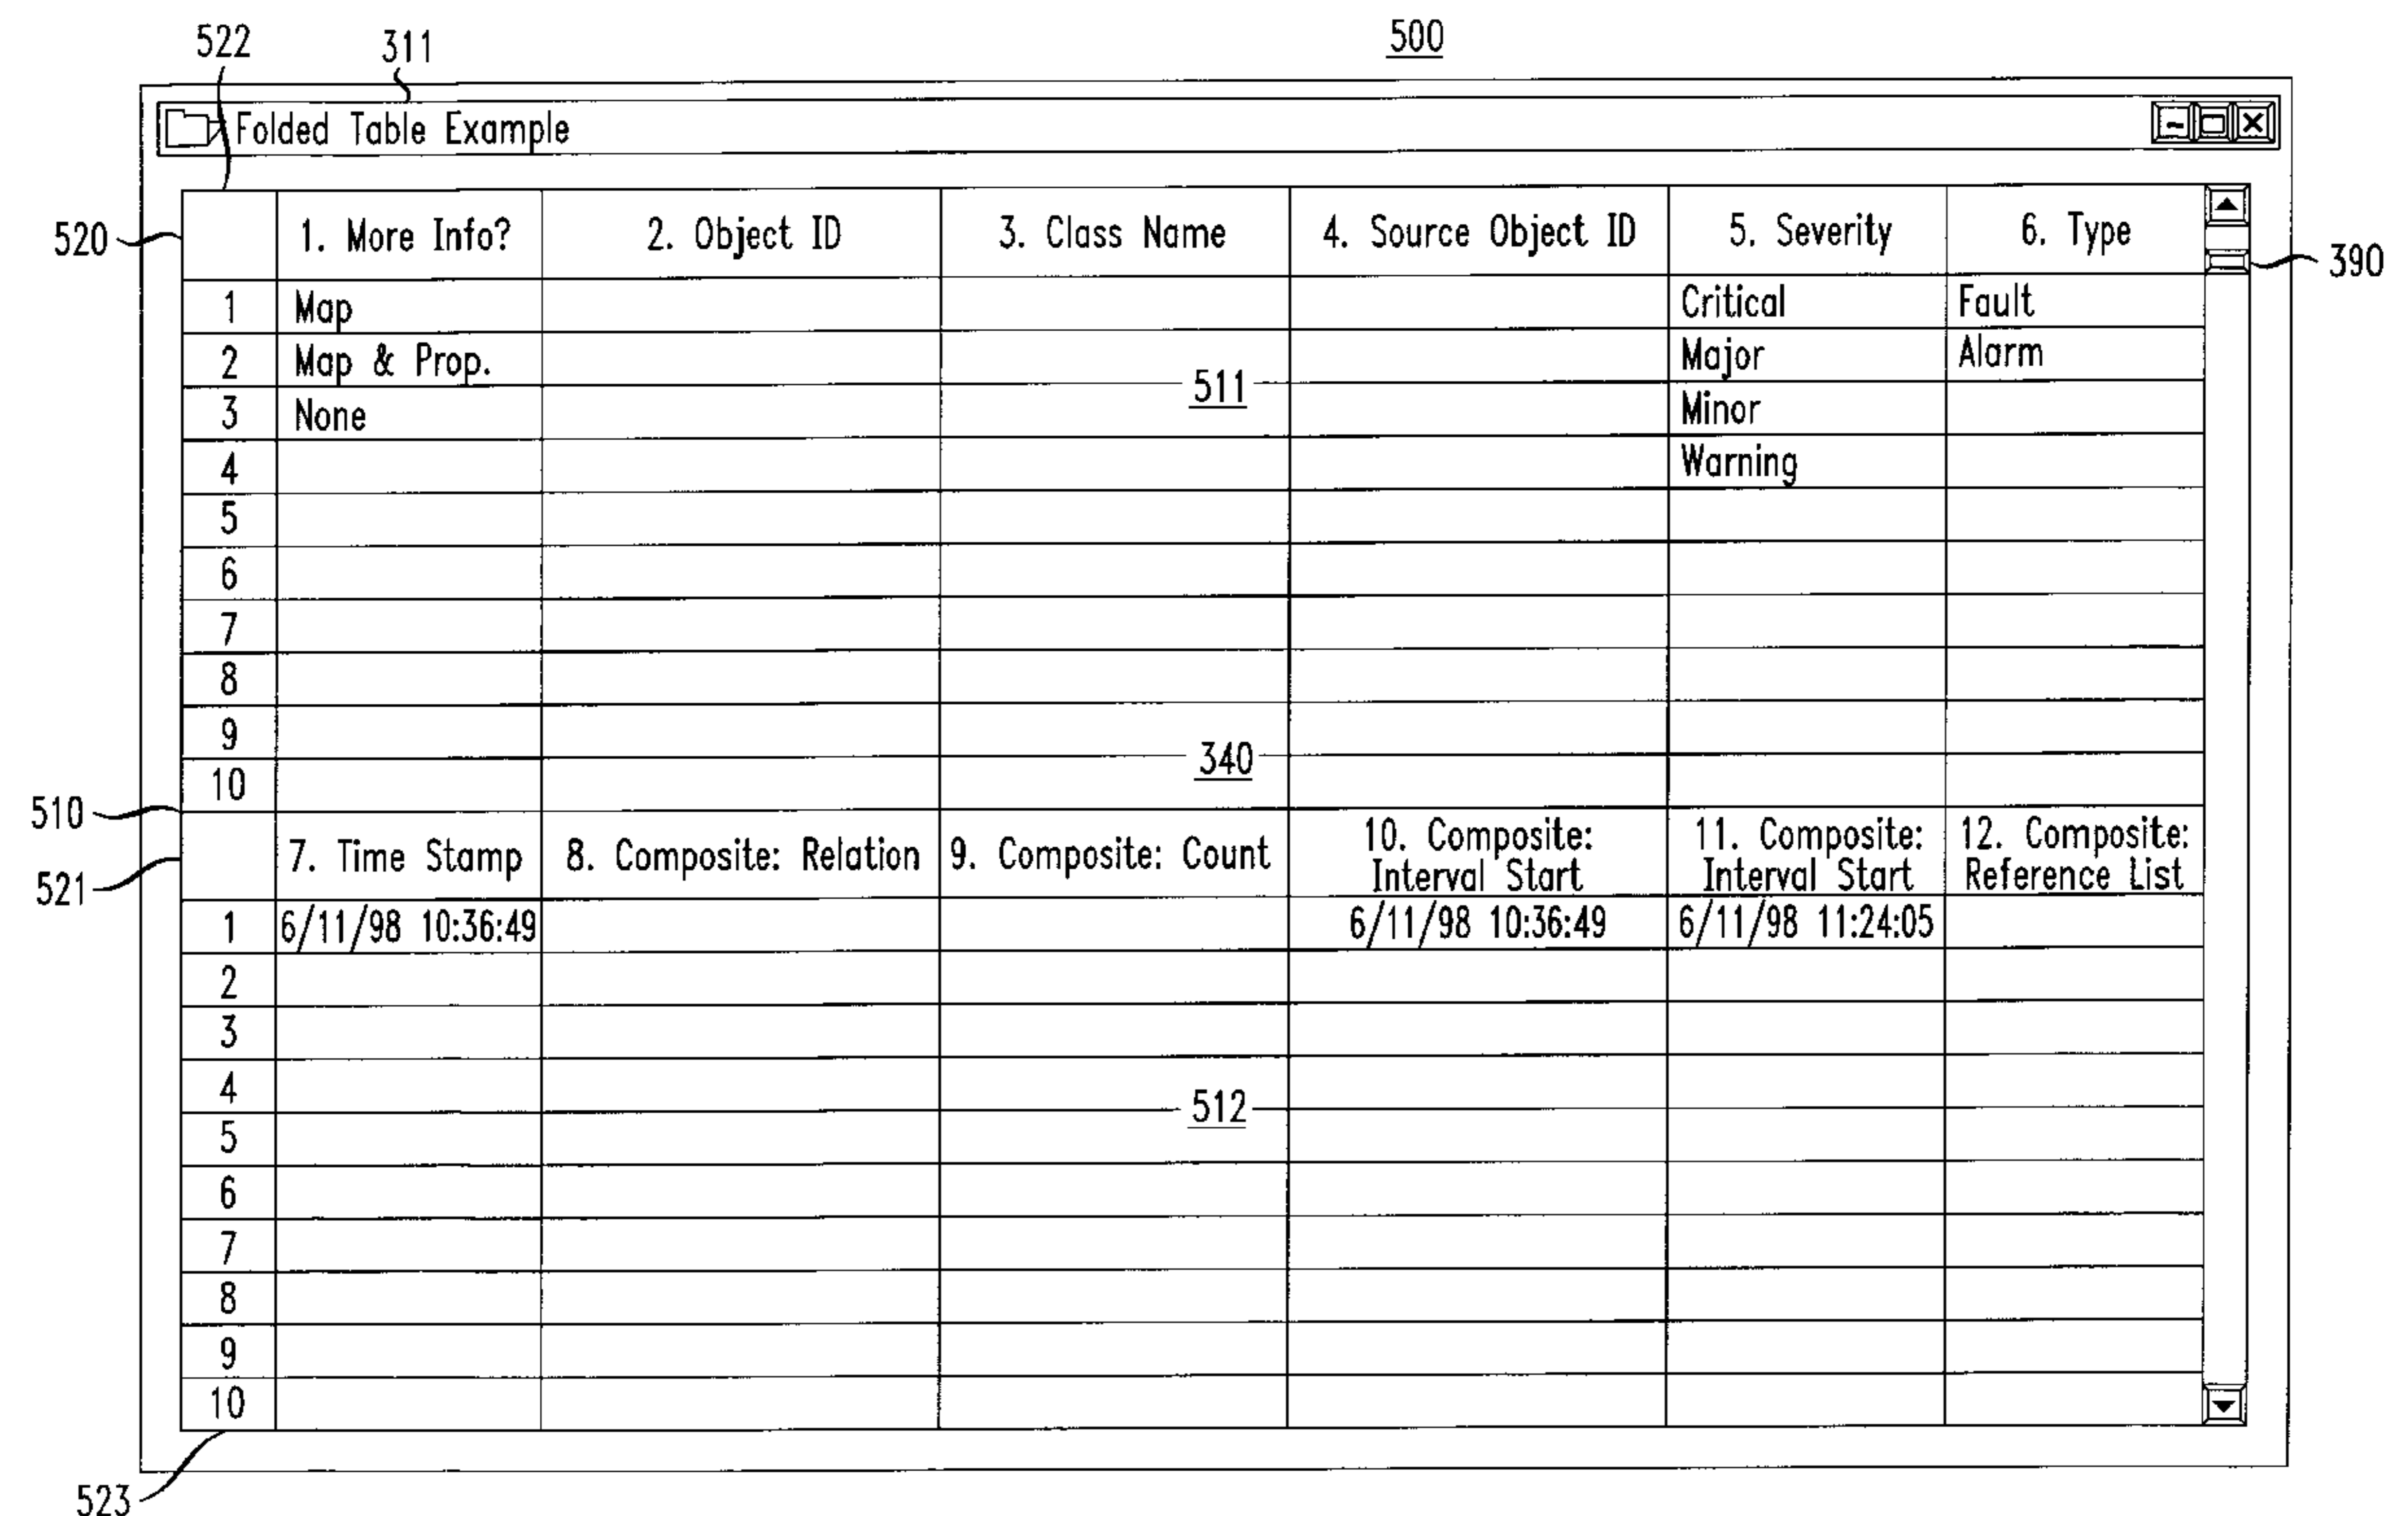 500
522
311
Folded Table Example
520
1. More Info?
2. Object ID
3. Class Name
4. Source Object ID
5. Severity
6. Type
390
1 Map Critical Fault
2 Map & Prop. Major Alarm
511
3 None Minor
4 Warning
5
6
7
8
9
340
10
510
521
7. Time Stamp
8. Composite: Relation
9. Composite: Count
10. Composite:
Interval Start
11. Composite:
Interval Start
12. Composite:
Reference List
1 6/11/98 10:36:49 6/11/98 10:36:49 6/11/98 11:24:05
2
3
4
512
5
6
7
8
9
10
523